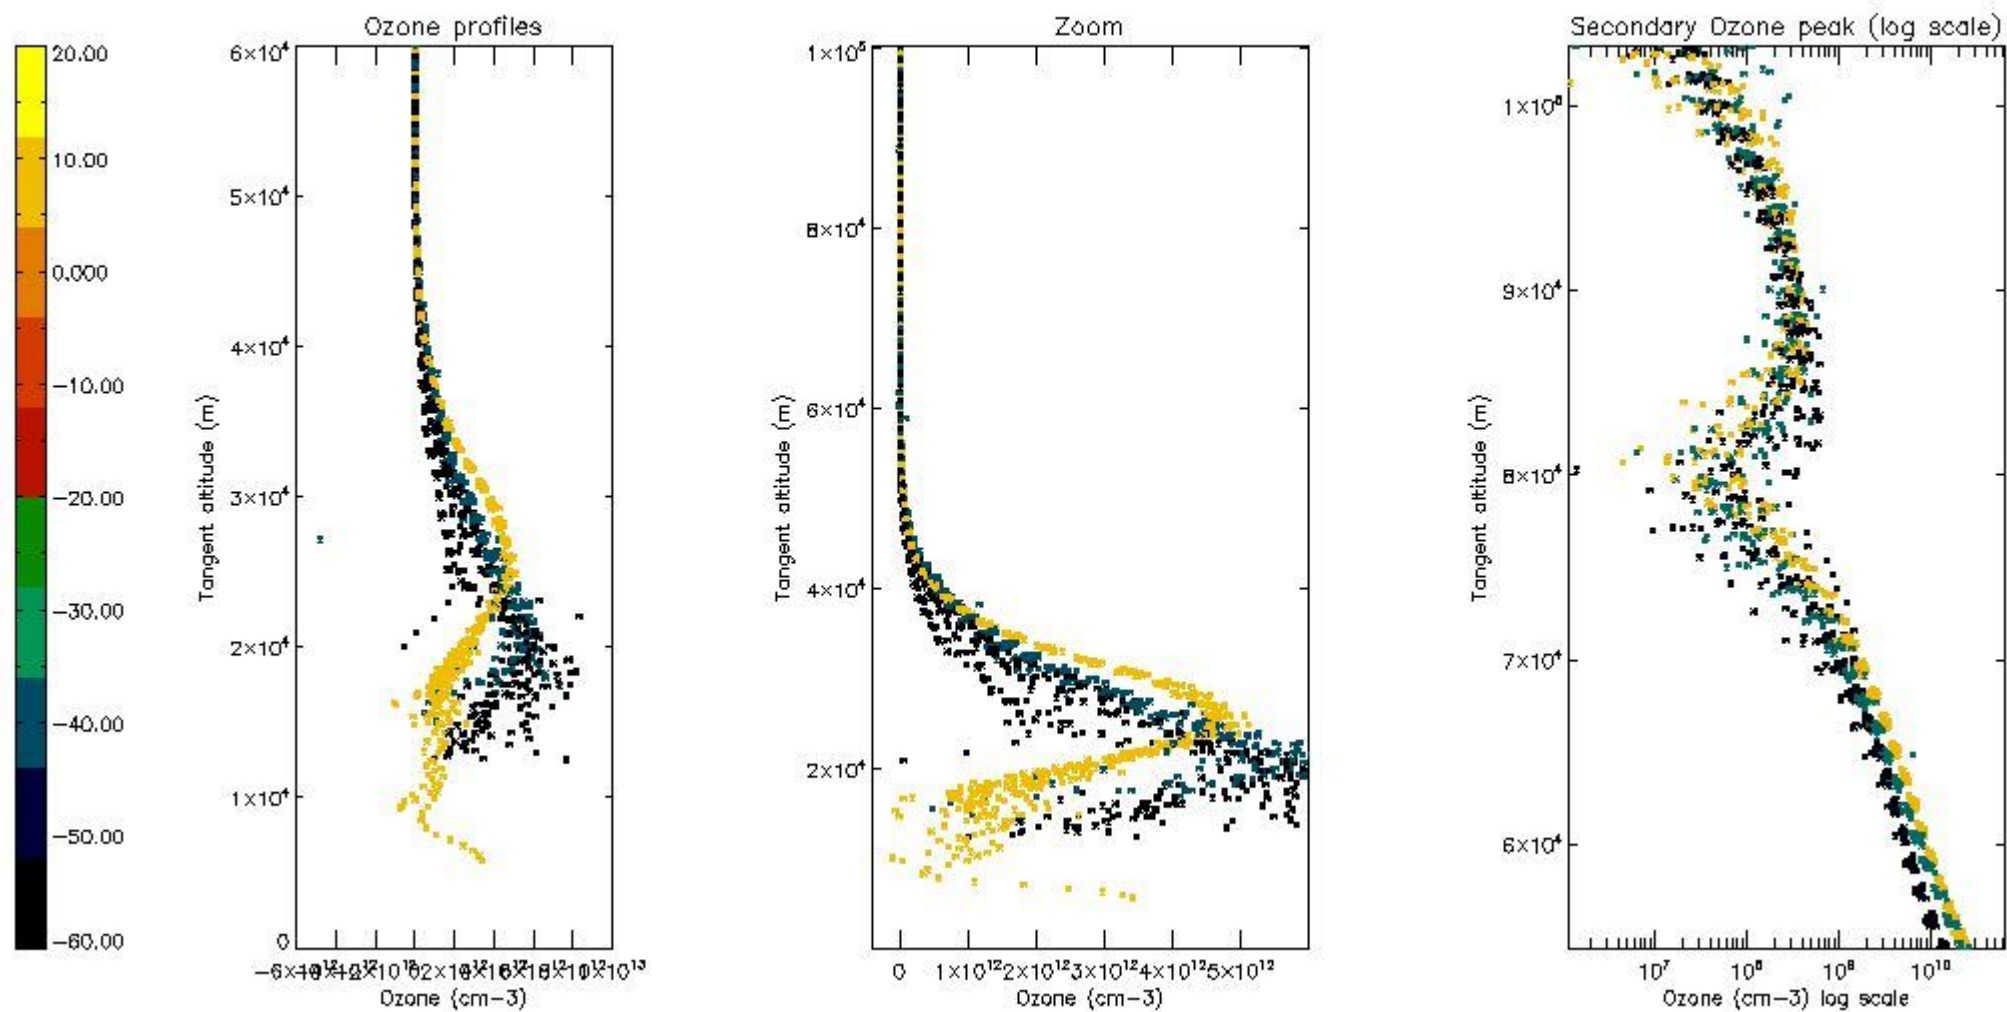 Ozone profiles
Zoom
Secondary Ozone peak (log scale)
20.00
10.00
0.000
−10.00
−20.00
−30.00
−40.00
−50.00
−60.00
6×10⁴
5×10⁴
4×10⁴
3×10⁴
2×10⁴
1×10⁴
0
Tangent altitude (m)
Ozone (cm−3)
1×10⁵
8×10⁴
6×10⁴
4×10⁴
2×10⁴
Tangent altitude (m)
0 1×10¹² 2×10¹² 3×10¹² 4×10¹² 5×10¹²
Ozone (cm−3)
1×10⁵
9×10⁴
8×10⁴
7×10⁴
6×10⁴
Tangent altitude (m)
10⁷ 10⁸ 10⁹ 10¹⁰
Ozone (cm−3) log scale